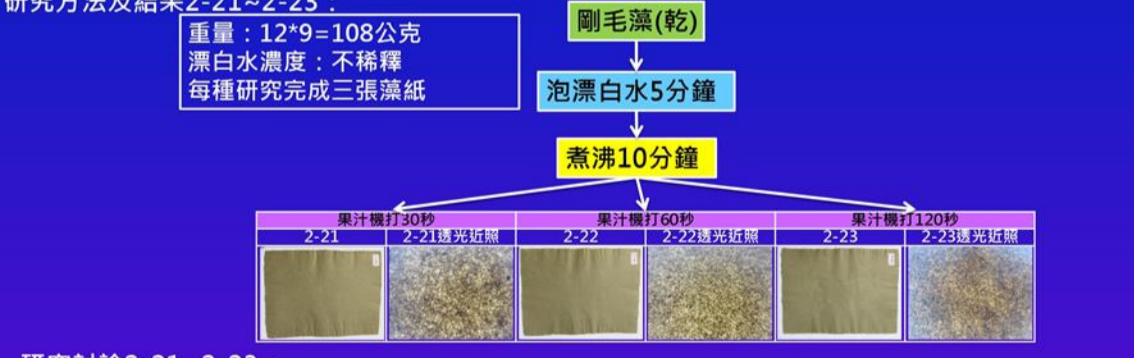 研究方法及結果2-21~2-23：
重量：12*9=108公克
漂白水濃度：不稀釋
每種研究完成三張藻紙
剛毛藻(乾)
泡漂白水5分鐘
煮沸10分鐘
果汁機打30秒 果汁機打60秒 果汁機打120秒
2-21 2-21透光近照 2-22 2-22透光近照 2-23 2-23透光近照
研究討論2-21~2-23：